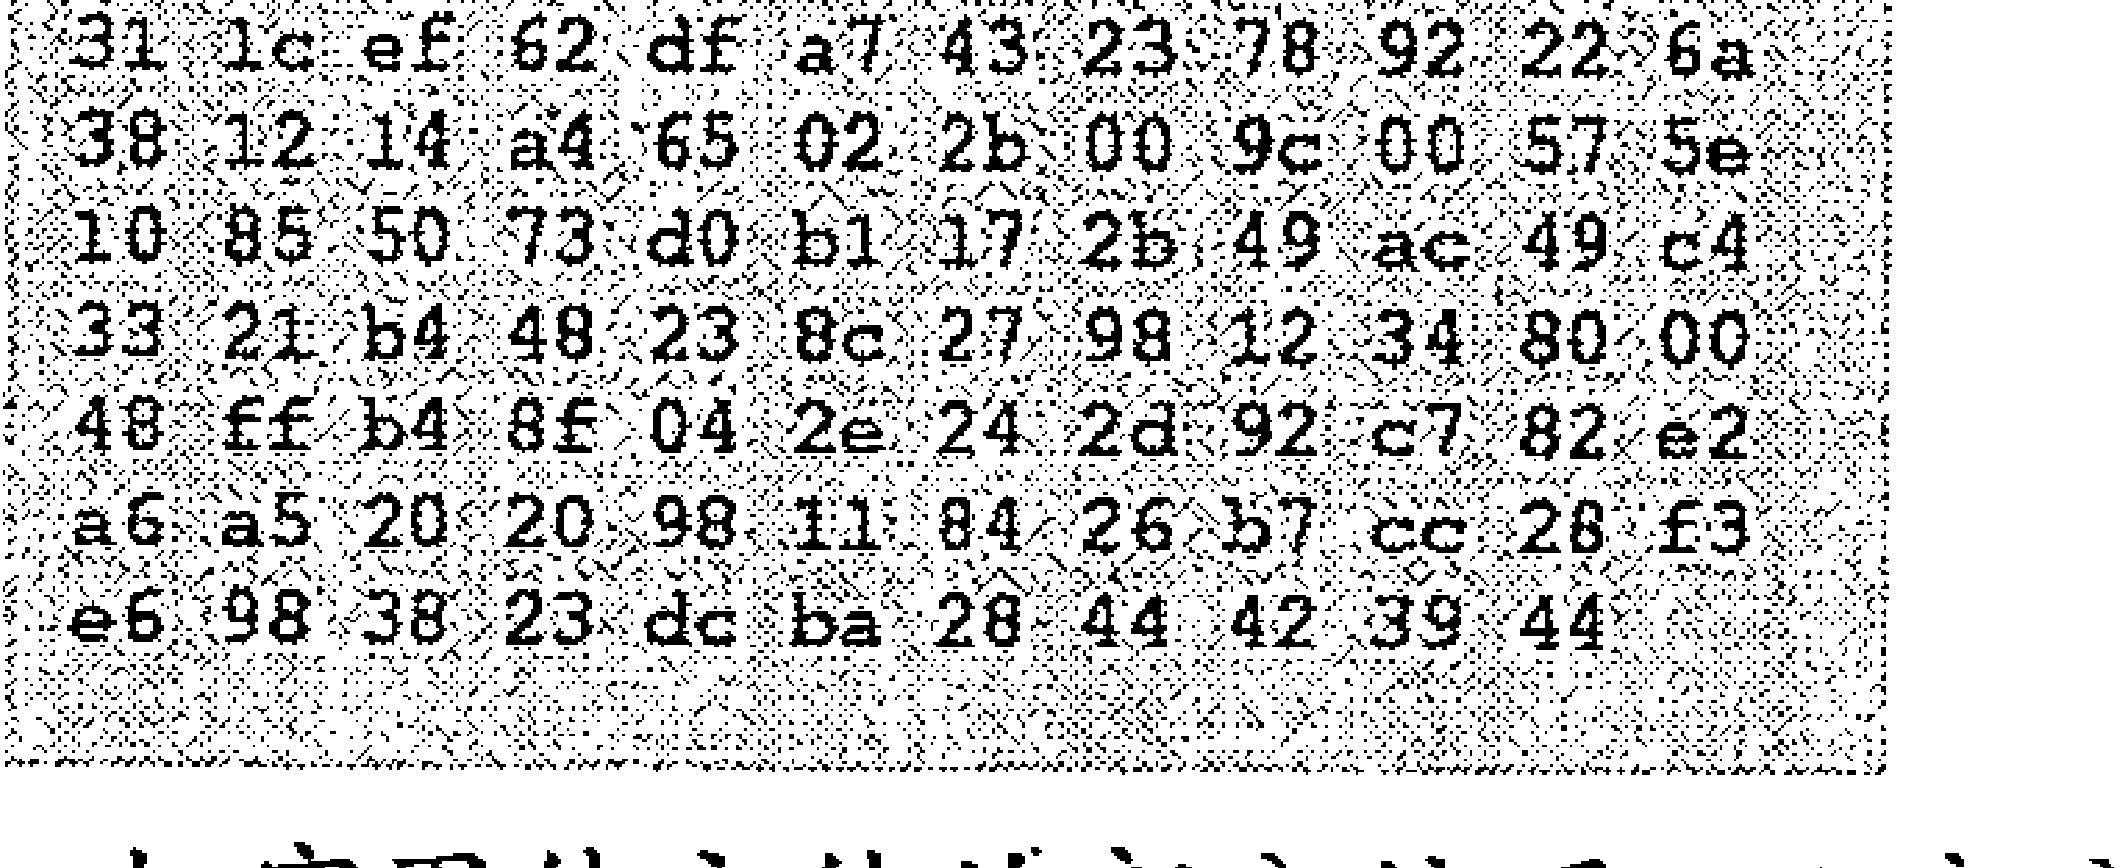 31 1c ef 62 df a7 43 23 78 92 22 6a
38 12 14 a4 65 02 2b 00 9c 00 57 5e
10 85 50 73 d0 b1 17 2b 49 ac 49 c4
33 21 b4 48 23 8c 27 98 12 34 80 00
48 ff b4 8f 04 2e 24 2d 92 c7 82 e2
a6 a5 20 20 98 11 84 26 b7 cc 28 f3
e6 98 38 23 dc ba 28 44 42 39 44